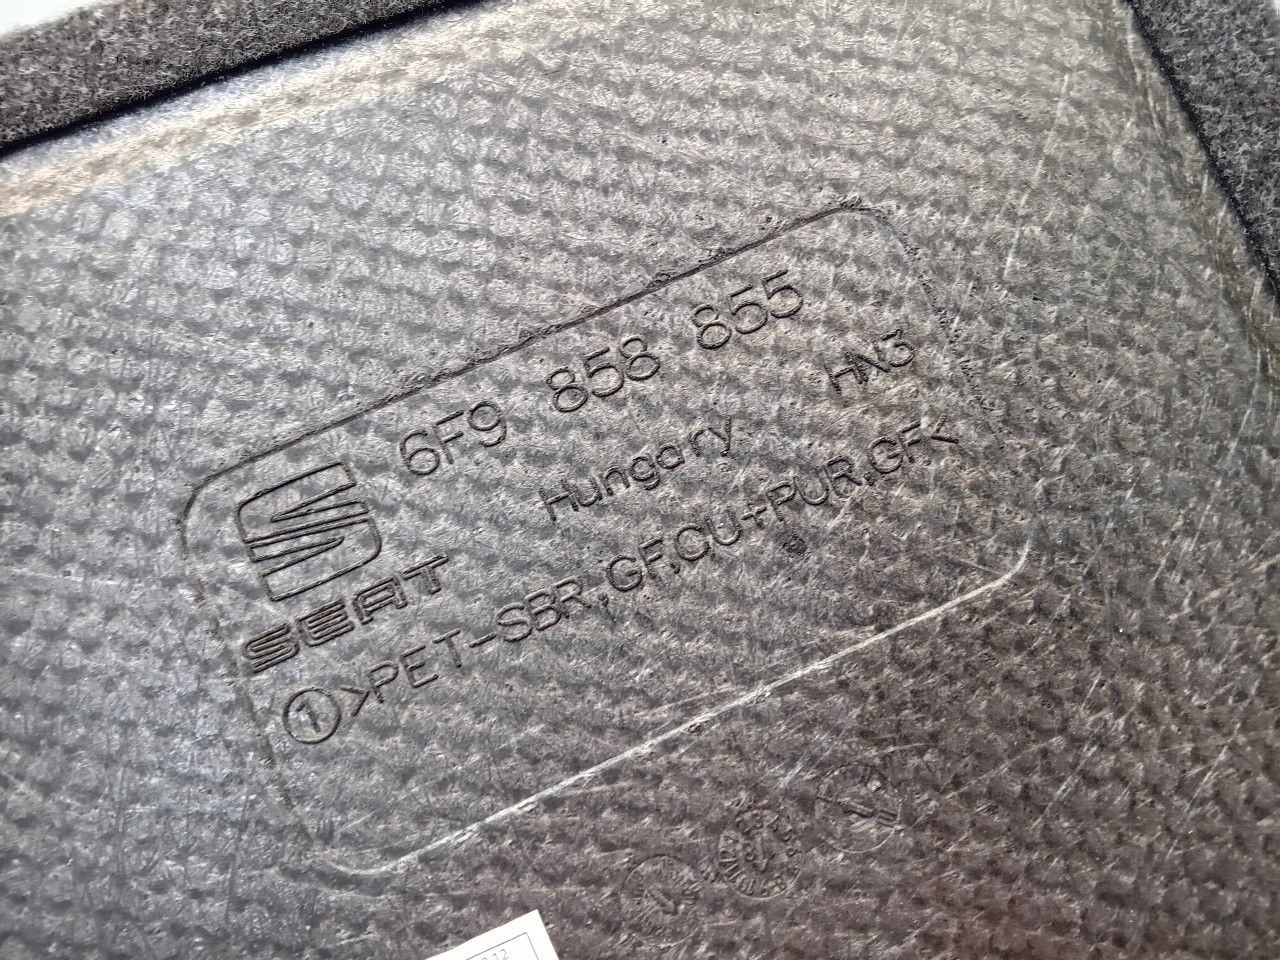 6F9 858 855
Hungary HN3
SEAT
1 >PET-SBR,GF,CU+PUR,GF<